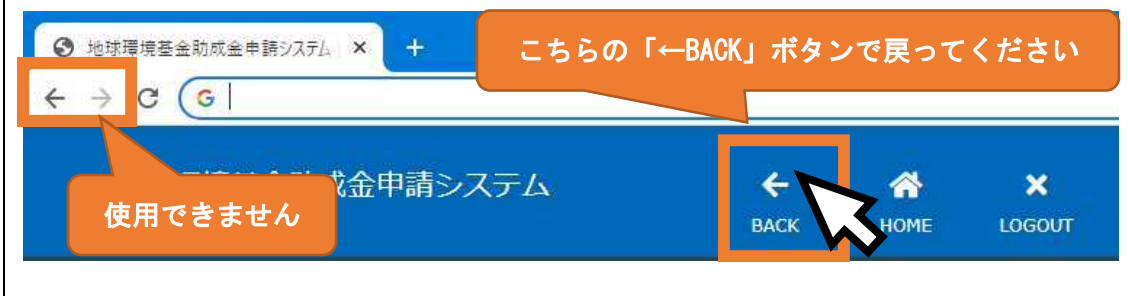 地球環境基金助成金申請システム
こちらの「←BACK」ボタンで戻ってください
成金申請システム
使用できません
BACK
HOME
LOGOUT